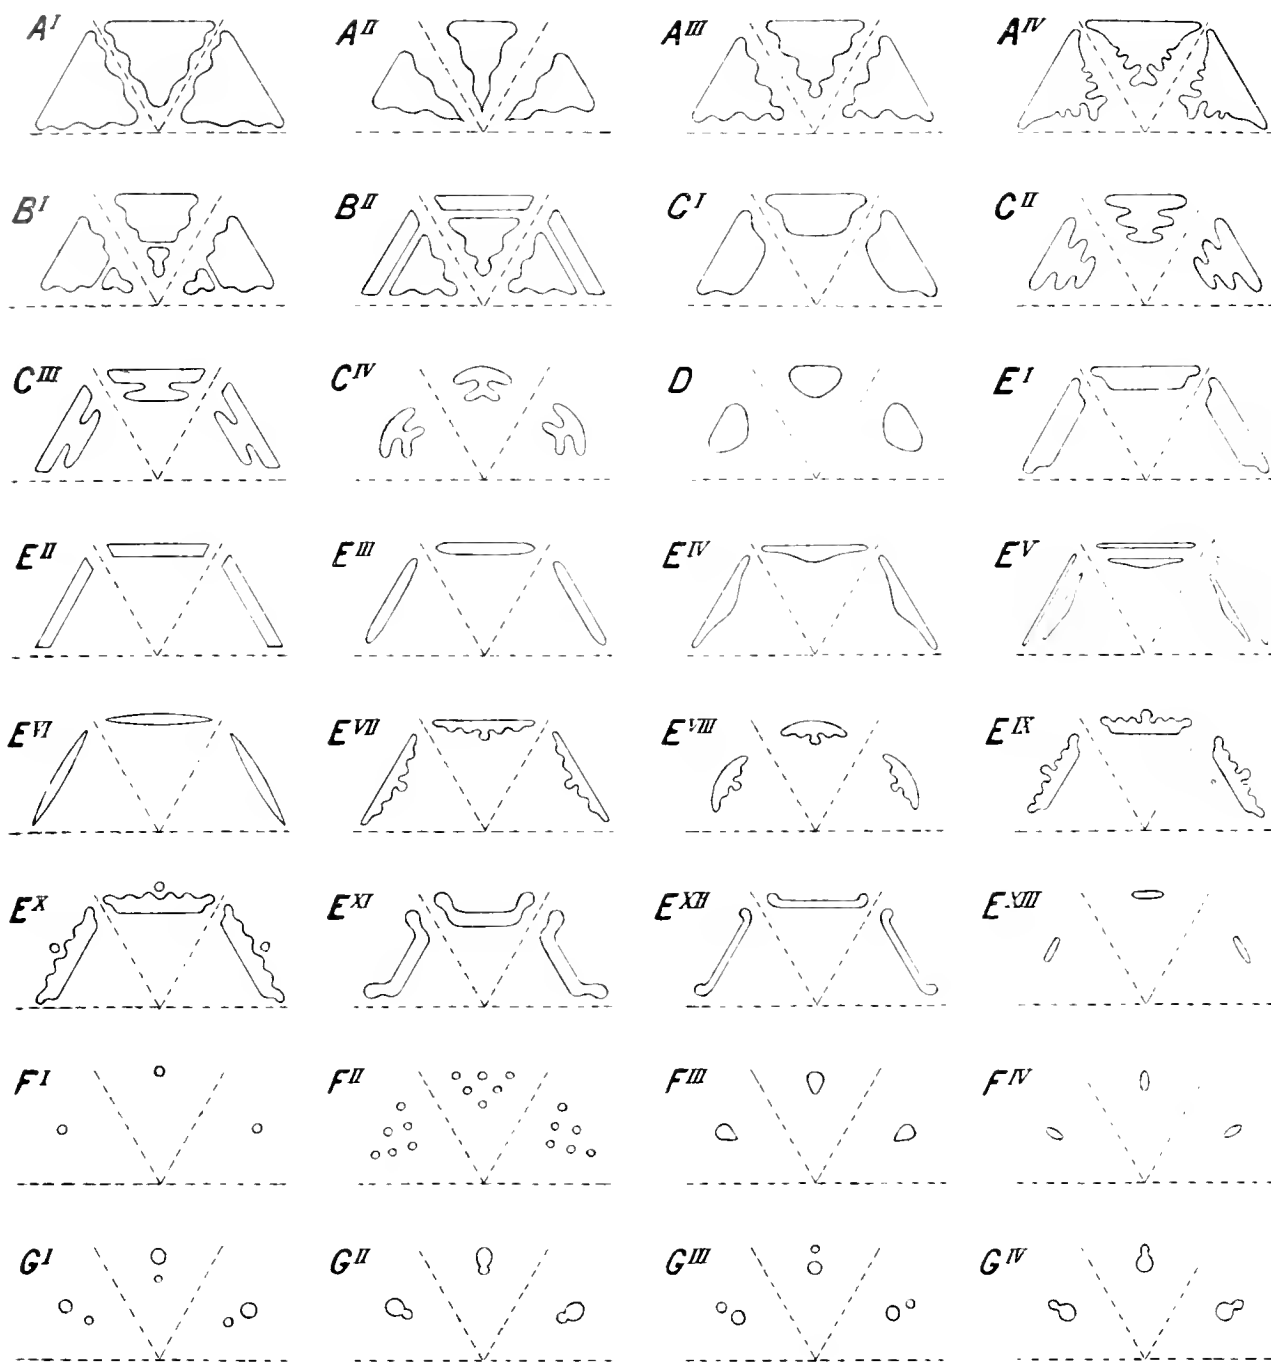 A^I A^II A^III A^IV
B^I B^II C^I C^II
C^III C^IV D E^I
E^II E^III E^IV E^V
E^VI E^VII E^VIII E^IX
E^X E^XI E^XII E^XIII
F^I F^II F^III F^IV
G^I G^II G^III G^IV